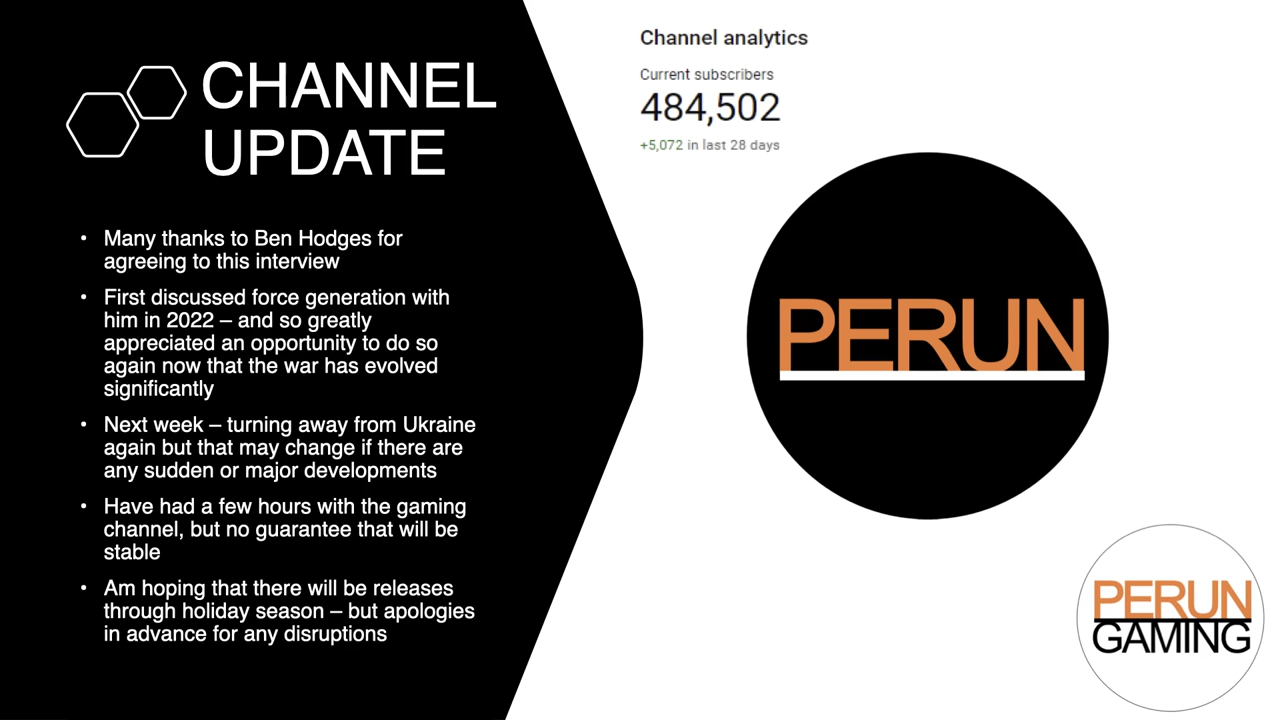 CHANNEL
UPDATE
• Many thanks to Ben Hodges for
agreeing to this interview
• First discussed force generation with
him in 2022 – and so greatly
appreciated an opportunity to do so
again now that the war has evolved
significantly
• Next week – turning away from Ukraine
again but that may change if there are
any sudden or major developments
• Have had a few hours with the gaming
channel, but no guarantee that will be
stable
• Am hoping that there will be releases
through holiday season – but apologies
in advance for any disruptions
Channel analytics
Current subscribers
484,502
+5,072 in last 28 days
PERUN
PERUN
GAMING